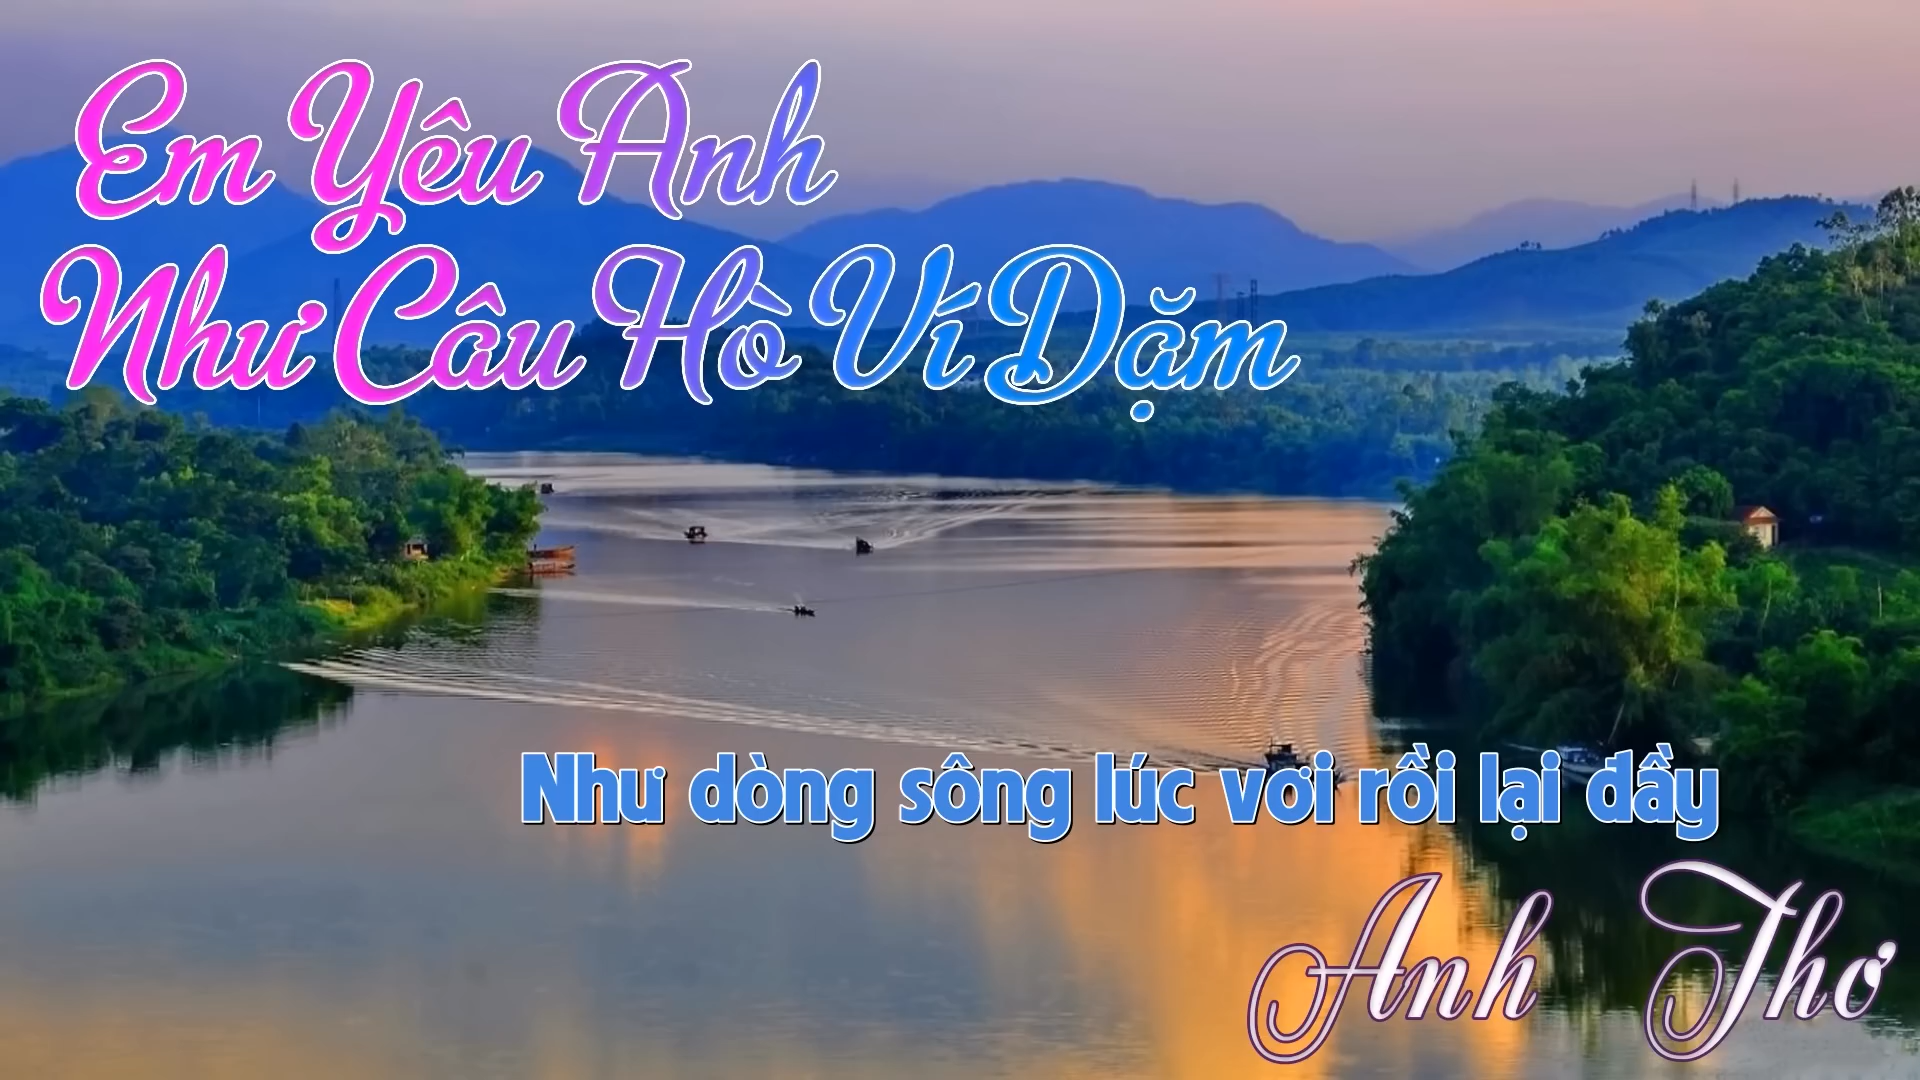 Em Yêu Anh
Như Câu Hò Ví Dặm
Như dòng sông lúc vơi rồi lại đầy
Anh Thơ